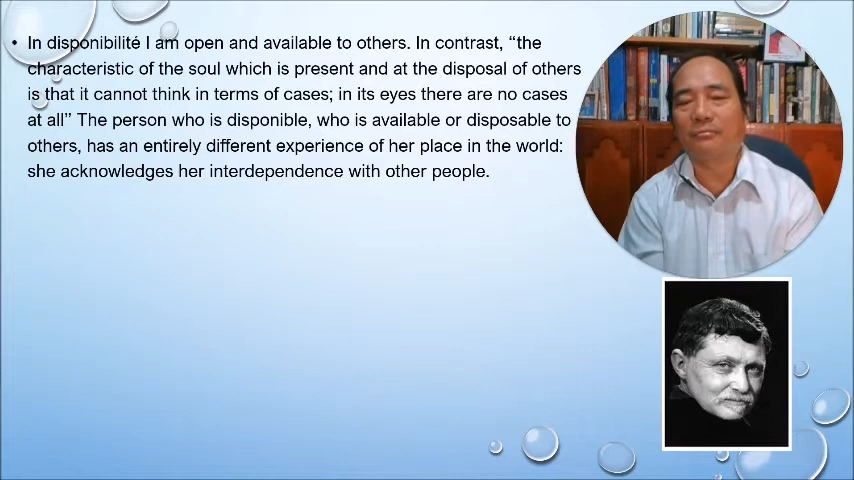 • In disponibilité I am open and available to others. In contrast, “the
characteristic of the soul which is present and at the disposal of others
is that it cannot think in terms of cases; in its eyes there are no cases
at all” The person who is disponible, who is available or disposable to
others, has an entirely different experience of her place in the world:
she acknowledges her interdependence with other people.